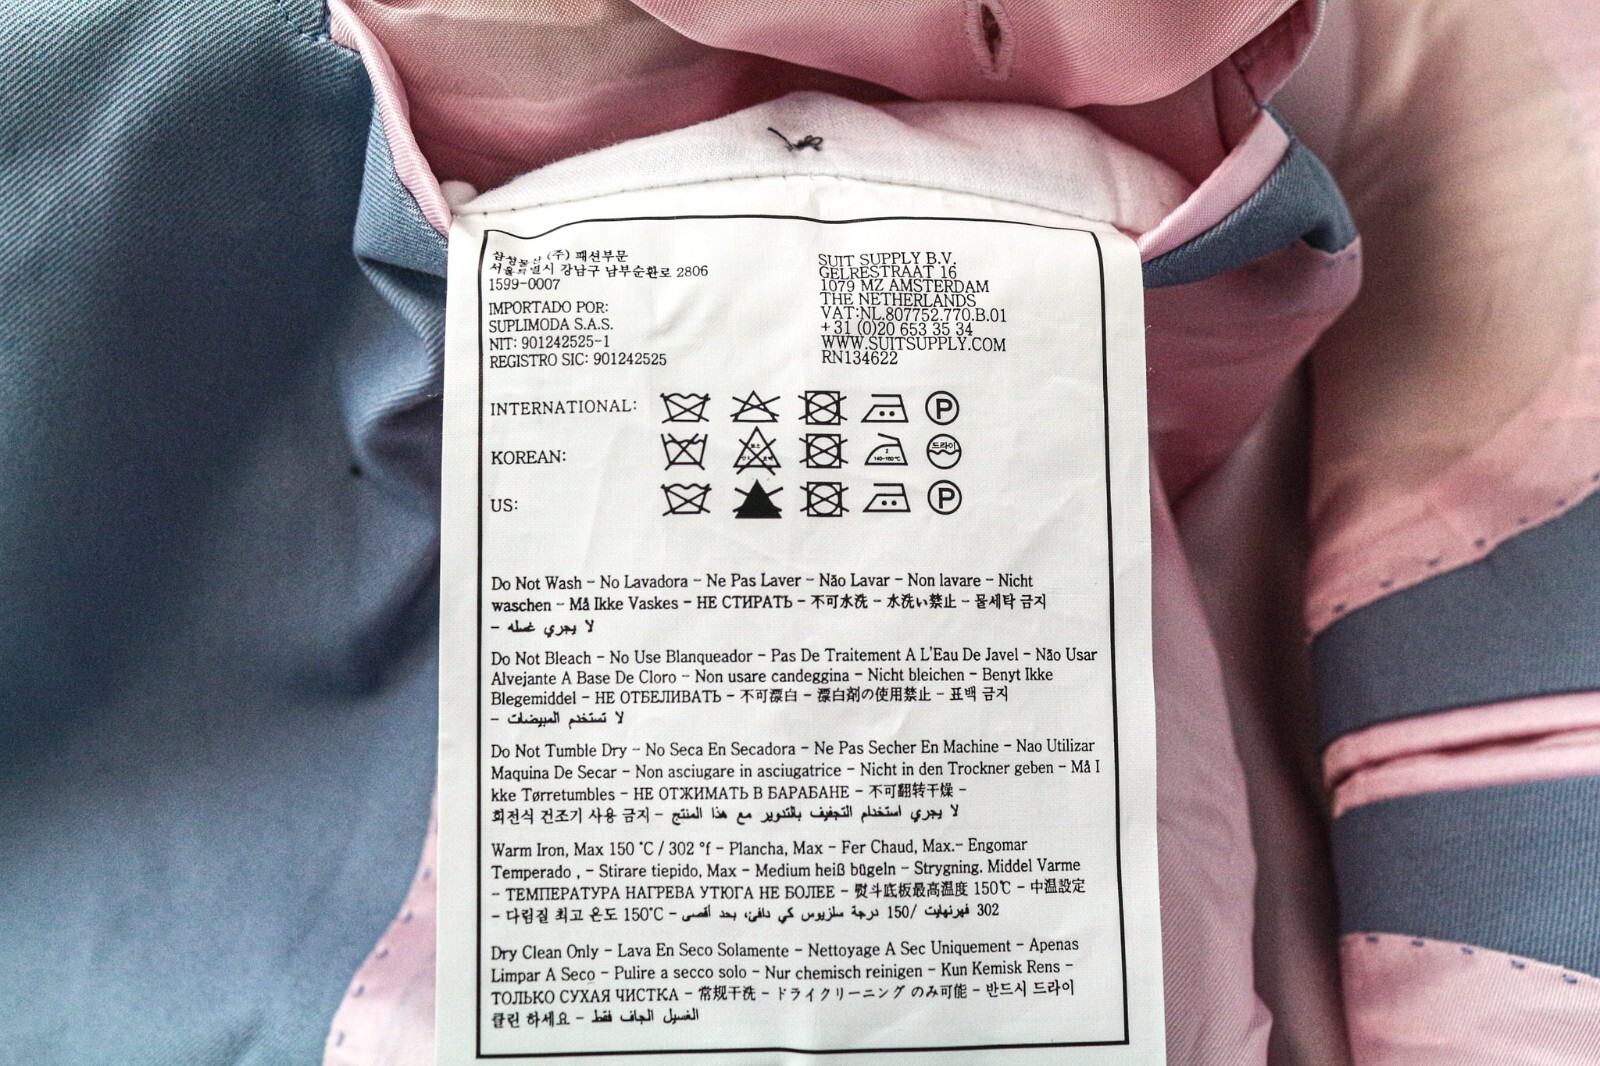 삼성물산 (주) 패션부문
서울특별시 강남구 남부순환로 2806
1599-0007
IMPORTADO POR:
SUPLIMODA S.A.S.
NIT: 901242525-1
REGISTRO SIC: 901242525
SUIT SUPPLY B.V.
GELRESTRAAT 16
1079 MZ AMSTERDAM
THE NETHERLANDS
VAT:NL.807752.770.B.01
+31 (0)20 653 35 34
WWW.SUITSUPPLY.COM
RN134622
INTERNATIONAL:
P
KOREAN:
140-160°C
드라이
US:
P
Do Not Wash - No Lavadora - Ne Pas Laver - Não Lavar - Non lavare - Nicht
waschen - Må Ikke Vaskes - НЕ СТИРАТЬ - 不可水洗 - 水洗い禁止 - 물세탁 금지
- لا يجري غسله
Do Not Bleach - No Use Blanqueador - Pas De Traitement A L'Eau De Javel - Não Usar
Alvejante A Base De Cloro - Non usare candeggina - Nicht bleichen - Benyt Ikke
Blegemiddel - НЕ ОТБЕЛИВАТЬ - 不可漂白 - 漂白剤の使用禁止 - 표백 금지
- لا تستخدم المبيضات
Do Not Tumble Dry - No Seca En Secadora - Ne Pas Secher En Machine - Nao Utilizar
Maquina De Secar - Non asciugare in asciugatrice - Nicht in den Trockner geben - Må I
kke Tørretumbles - НЕ ОТЖИМАТЬ В БАРАБАНЕ - 不可翻转干燥 -
회전식 건조기 사용 금지 - لا يجري استخدام التجفيف بالتدوير مع هذا المنتج
Warm Iron, Max 150 °C / 302 °f - Plancha, Max - Fer Chaud, Max.- Engomar
Temperado , - Stirare tiepido, Max - Medium heiß bügeln - Strygning. Middel Varme
- ТЕМПЕРАТУРА НАГРЕВА УТЮГА НЕ БОЛЕЕ - 熨斗底板最高温度 150℃ - 中温設定
- 다림질 최고 온도 150°C - كي دافئ، بحد أقصى 150/ درجة سلزيوس فهرنهايت 302
Dry Clean Only - Lava En Seco Solamente - Nettoyage A Sec Uniquement - Apenas
Limpar A Seco - Pulire a secco solo - Nur chemisch reinigen - Kun Kemisk Rens -
ТОЛЬКО СУХАЯ ЧИСТКА - 常规干洗 - ドライクリーニング のみ可能 - 반드시 드라이
클린 하세요 - الغسيل الجاف فقط